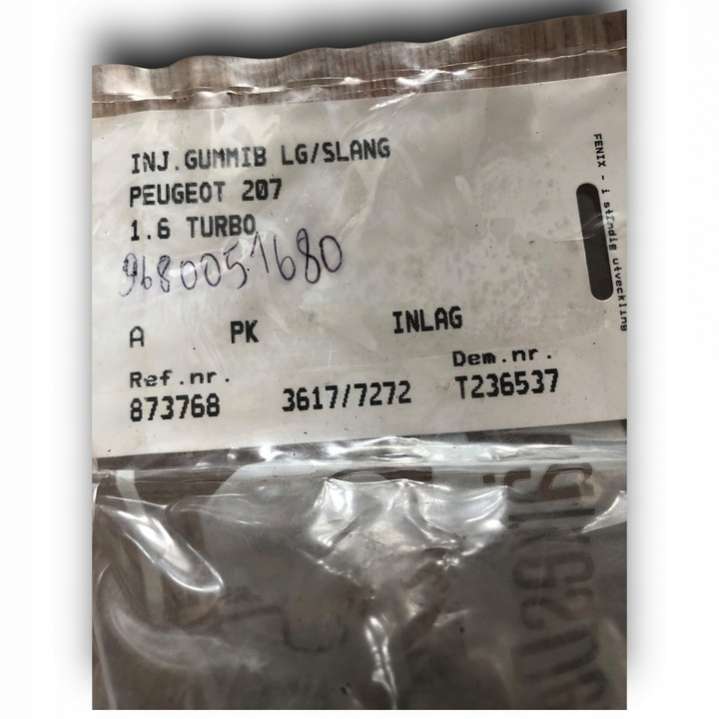 INJ.GUMMIB LG/SLANG
PEUGEOT 207
1.6 TURBO
9680051680
A PK INLAG
Ref.nr. Dem.nr.
873768 3617/7272 T236537
FENIX - i ständig utveckling